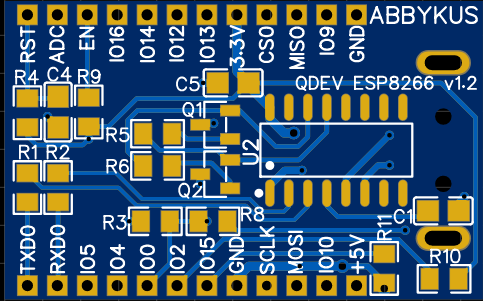 ABBYKUS
RST ADC EN IO16 IO14 IO12 IO13 3.3V CS0 MISO IO9 GND
R4 C4 R9 C5 QDEV ESP8266 v1.2
Q1
R5
U2
R1 R2 R6
Q2
R3 R8 C1
R11
R10
TXD0 RXD0 IO5 IO4 IO0 IO2 IO15 GND SCLK MOSI IO10 +5V